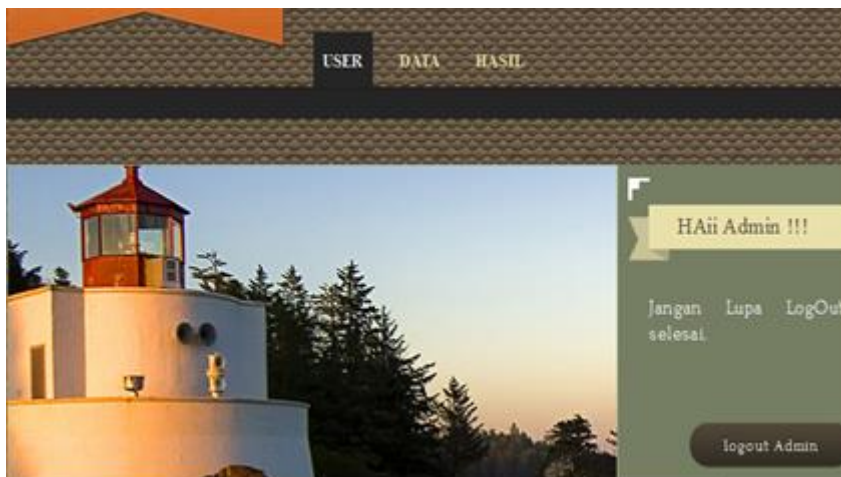 USER DATA HASIL
HAii Admin !!!
Jangan Lupa LogOut
selesai.
logout Admin